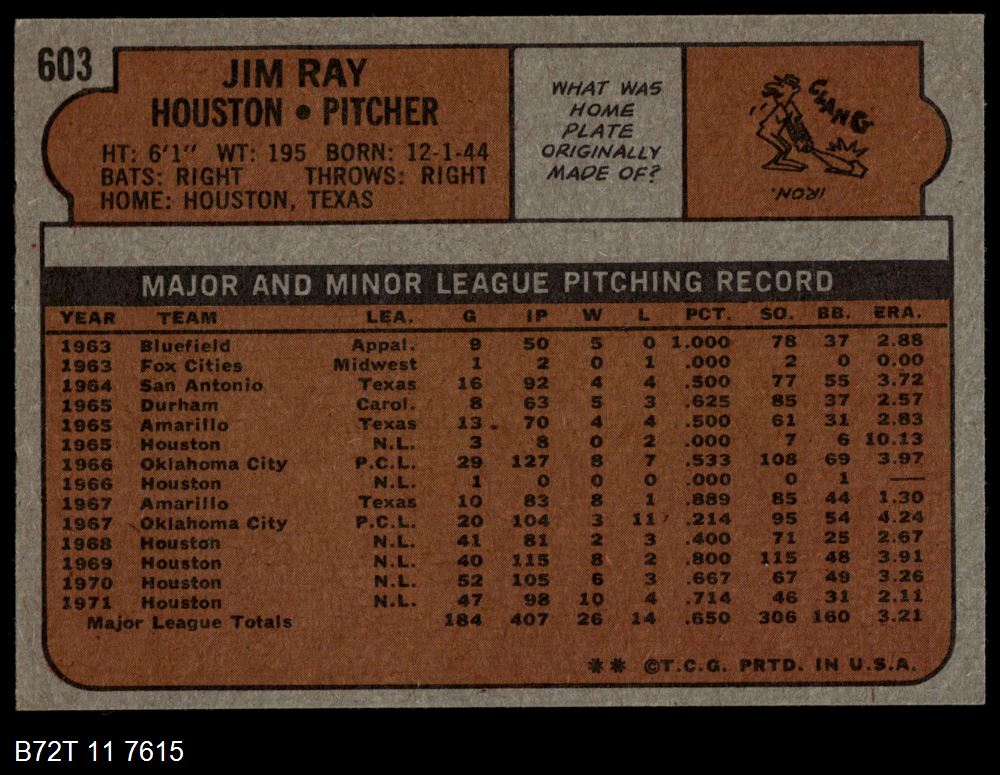 603
JIM RAY
HOUSTON • PITCHER
HT: 6'1" WT: 195 BORN: 12-1-44
BATS: RIGHT THROWS: RIGHT
HOME: HOUSTON, TEXAS
WHAT WAS
HOME
PLATE
ORIGINALLY
MADE OF?
CLANG
IRON.
MAJOR AND MINOR LEAGUE PITCHING RECORD
YEAR TEAM LEA. G IP W L PCT. SO. BB. ERA.
1963 Bluefield Appal. 9 50 5 0 1.000 78 37 2.88
1963 Fox Cities Midwest 1 2 0 1 .000 2 0 0.00
1964 San Antonio Texas 16 92 4 4 .500 77 55 3.72
1965 Durham Carol. 8 63 5 3 .625 85 37 2.57
1965 Amarillo Texas 13 70 4 4 .500 61 31 2.83
1965 Houston N.L. 3 8 0 2 .000 7 6 10.13
1966 Oklahoma City P.C.L. 29 127 8 7 .533 108 69 3.97
1966 Houston N.L. 1 0 0 0 .000 0 1 —
1967 Amarillo Texas 10 83 8 1 .889 85 44 1.30
1967 Oklahoma City P.C.L. 20 104 3 11 .214 95 54 4.24
1968 Houston N.L. 41 81 2 3 .400 71 25 2.67
1969 Houston N.L. 40 115 8 2 .800 115 48 3.91
1970 Houston N.L. 52 105 6 3 .667 67 49 3.26
1971 Houston N.L. 47 98 10 4 .714 46 31 2.11
Major League Totals 184 407 26 14 .650 306 160 3.21
** ©T.C.G. PRTD. IN U.S.A.
B72T 11 7615